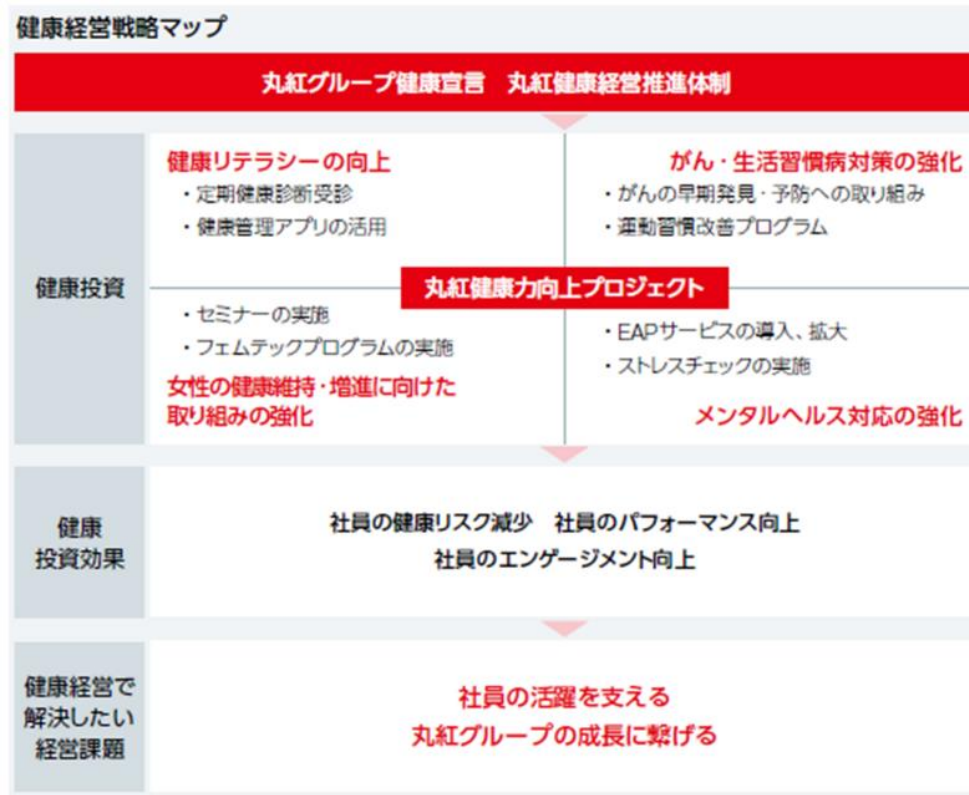 健康経営戦略マップ
丸紅グループ健康宣言　丸紅健康経営推進体制
健康投資
健康リテラシーの向上
・定期健康診断受診
・健康管理アプリの活用
がん・生活習慣病対策の強化
・がんの早期発見・予防への取り組み
・運動習慣改善プログラム
丸紅健康力向上プロジェクト
・セミナーの実施
・フェムテックプログラムの実施
女性の健康維持・増進に向けた
取り組みの強化
・EAPサービスの導入、拡大
・ストレスチェックの実施
メンタルヘルス対応の強化
健康
投資効果
社員の健康リスク減少　社員のパフォーマンス向上
社員のエンゲージメント向上
健康経営で
解決したい
経営課題
社員の活躍を支える
丸紅グループの成長に繋げる